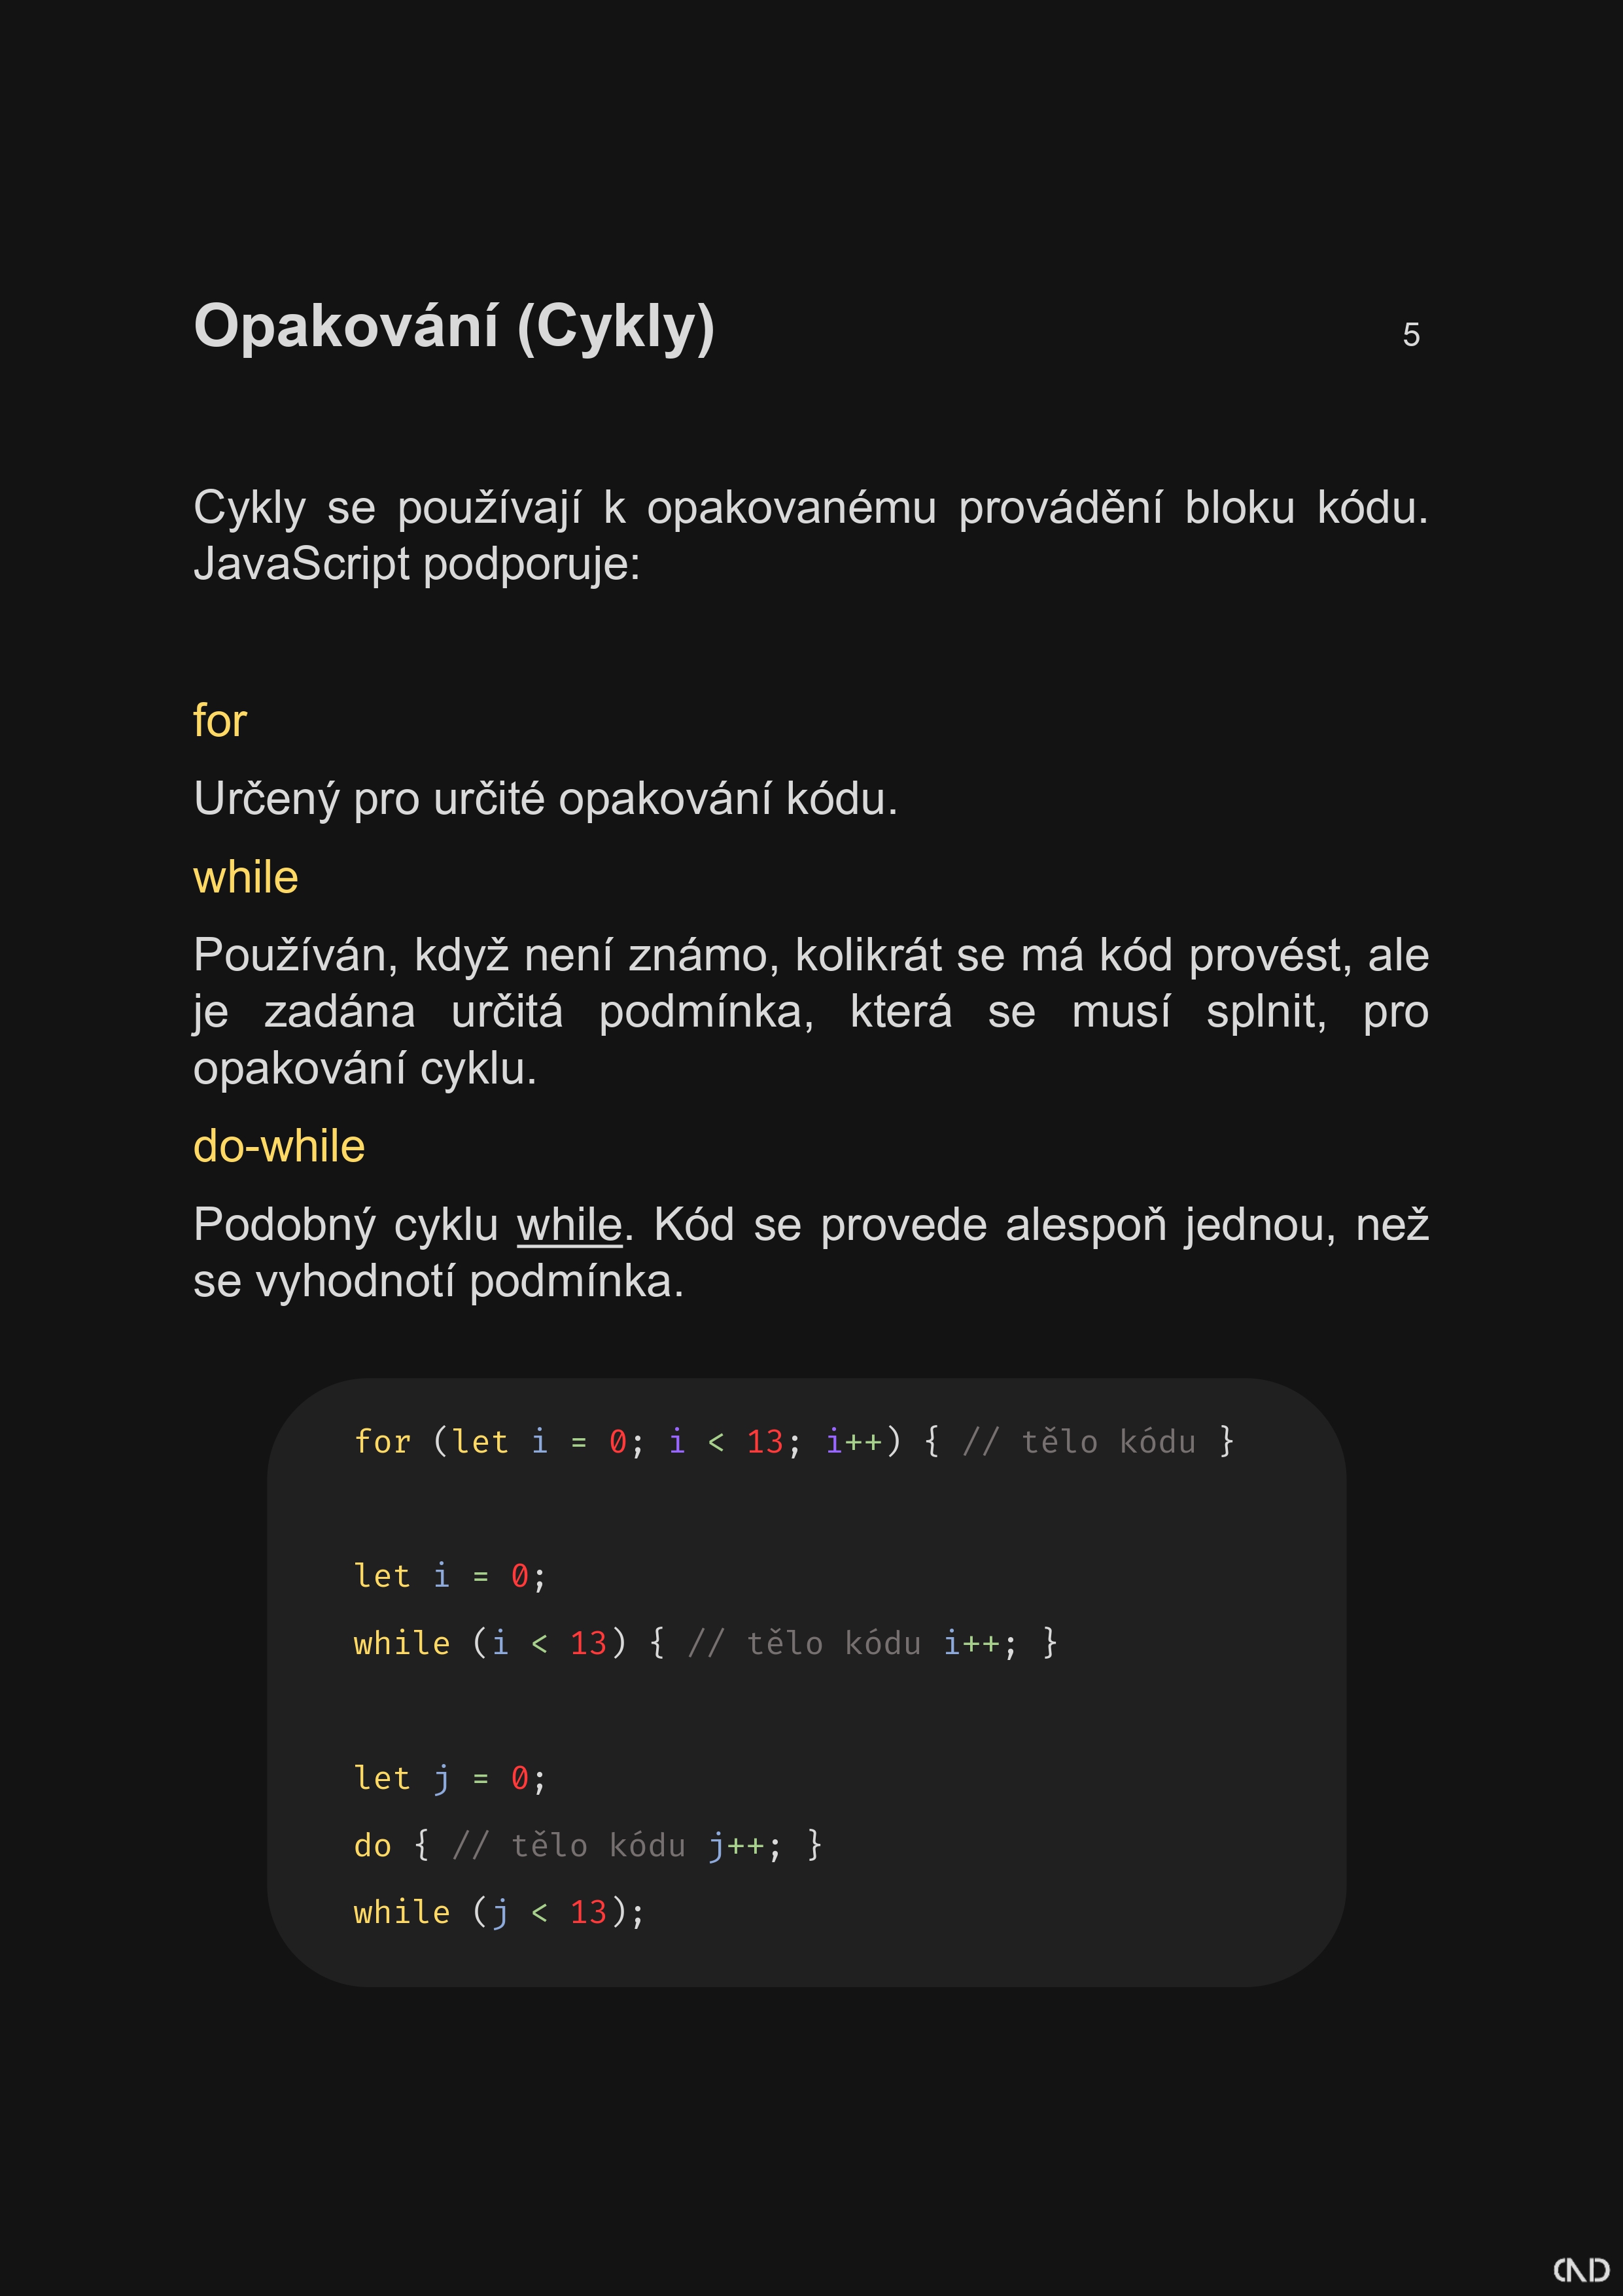 Opakování (Cykly)
5
Cykly se používají k opakovanému provádění bloku kódu.
JavaScript podporuje:
for
Určený pro určité opakování kódu.
while
Používán, když není známo, kolikrát se má kód provést, ale
je zadána určitá podmínka, která se musí splnit, pro
opakování cyklu.
do-while
Podobný cyklu while. Kód se provede alespoň jednou, než
se vyhodnotí podmínka.
for (let i = 0; i < 13; i++) { // tělo kódu }
let i = 0;
while (i < 13) { // tělo kódu i++; }
let j = 0;
do { // tělo kódu j++; }
while (j < 13);